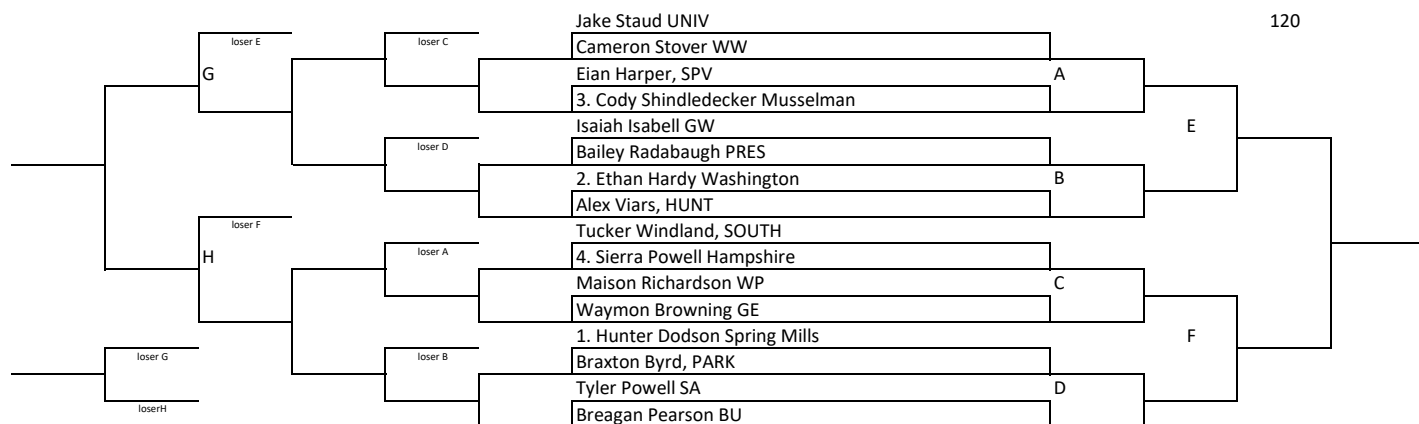 Jake Staud UNIV 120
loser E loser C
Cameron Stover WW
G Eian Harper, SPV A
3. Cody Shindledecker Musselman
Isaiah Isabell GW E
loser D Bailey Radabaugh PRES
2. Ethan Hardy Washington B
Alex Viars, HUNT
loser F Tucker Windland, SOUTH
loser A
H 4. Sierra Powell Hampshire
Maison Richardson WP C
Waymon Browning GE
1. Hunter Dodson Spring Mills F
loser G loser B Braxton Byrd, PARK
Tyler Powell SA D
loserH Breagan Pearson BU